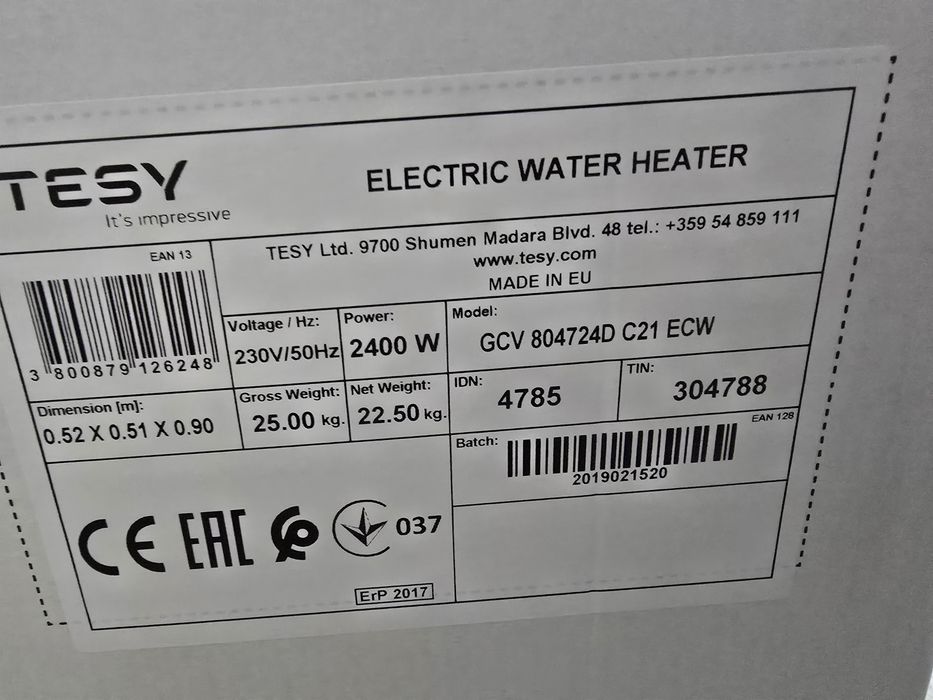 TESY
It's impressive
ELECTRIC WATER HEATER
TESY Ltd. 9700 Shumen Madara Blvd. 48 tel.: +359 54 859 111
www.tesy.com
MADE IN EU
EAN 13
3 800879 126248
Voltage / Hz:
230V/50Hz
Power:
2400 W
Model:
GCV 804724D C21 ECW
Dimension [m]:
0.52 X 0.51 X 0.90
Gross Weight:
25.00 kg.
Net Weight:
22.50 kg.
IDN:
4785
TIN:
304788
Batch:
EAN 128
2019021520
CE EAC 037
ErP 2017